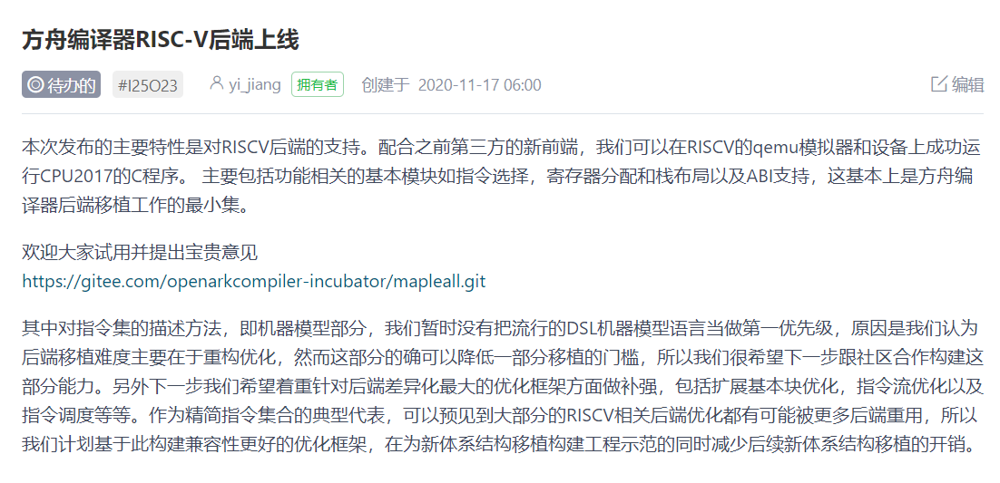 方舟编译器RISC-V后端上线
待办的 #I25O23 yi_jiang 拥有者 创建于 2020-11-17 06:00 编辑
本次发布的主要特性是对RISCV后端的支持。配合之前第三方的新前端，我们可以在RISCV的qemu模拟器和设备上成功运
行CPU2017的C程序。 主要包括功能相关的基本模块如指令选择，寄存器分配和栈布局以及ABI支持，这基本上是方舟编
译器后端移植工作的最小集。
欢迎大家试用并提出宝贵意见
https://gitee.com/openarkcompiler-incubator/mapleall.git
其中对指令集的描述方法，即机器模型部分，我们暂时没有把流行的DSL机器模型语言当做第一优先级，原因是我们认为
后端移植难度主要在于重构优化，然而这部分的确可以降低一部分移植的门槛，所以我们很希望下一步跟社区合作构建这
部分能力。另外下一步我们希望着重针对后端差异化最大的优化框架方面做补强，包括扩展基本块优化，指令流优化以及
指令调度等等。作为精简指令集合的典型代表，可以预见到大部分的RISCV相关后端优化都有可能被更多后端重用，所以
我们计划基于此构建兼容性更好的优化框架，在为新体系结构移植构建工程示范的同时减少后续新体系结构移植的开销。